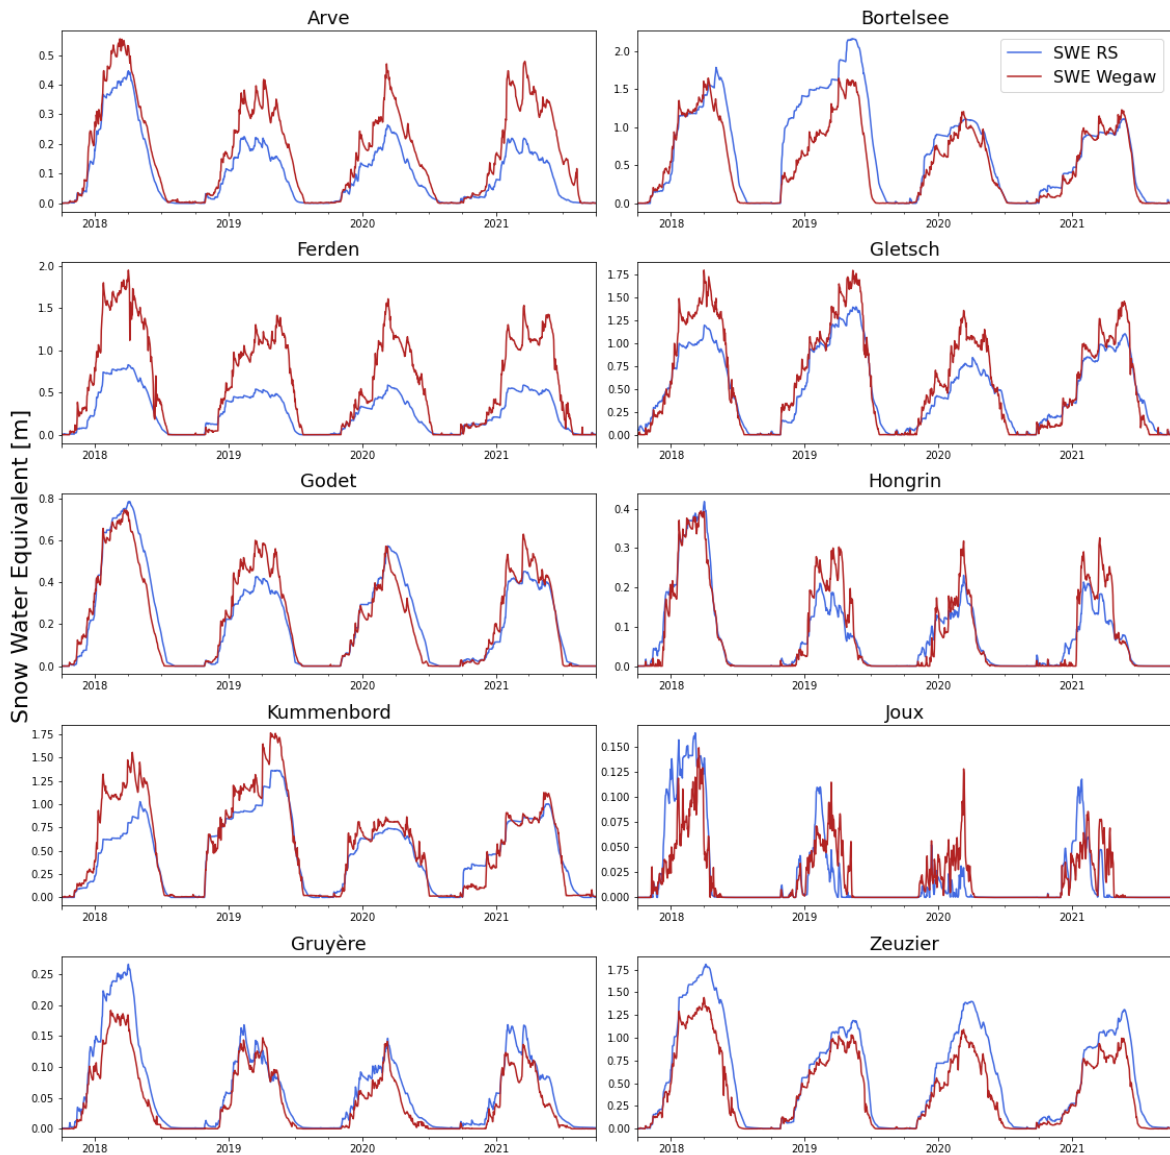 Arve
0.5
0.4
0.3
0.2
0.1
0.0
2018 2019 2020 2021
Bortelsee
SWE RS
SWE Wegaw
2.0
1.5
1.0
0.5
0.0
2018 2019 2020 2021
Ferden
2.0
1.5
1.0
0.5
0.0
2018 2019 2020 2021
Gletsch
1.75
1.50
1.25
1.00
0.75
0.50
0.25
0.00
2018 2019 2020 2021
Snow Water Equivalent [m]
Godet
0.8
0.6
0.4
0.2
0.0
2018 2019 2020 2021
Hongrin
0.4
0.3
0.2
0.1
0.0
2018 2019 2020 2021
Kummenbord
1.75
1.50
1.25
1.00
0.75
0.50
0.25
0.00
2018 2019 2020 2021
Joux
0.150
0.125
0.100
0.075
0.050
0.025
0.000
2018 2019 2020 2021
Gruyère
0.25
0.20
0.15
0.10
0.05
0.00
2018 2019 2020 2021
Zeuzier
1.75
1.50
1.25
1.00
0.75
0.50
0.25
0.00
2018 2019 2020 2021